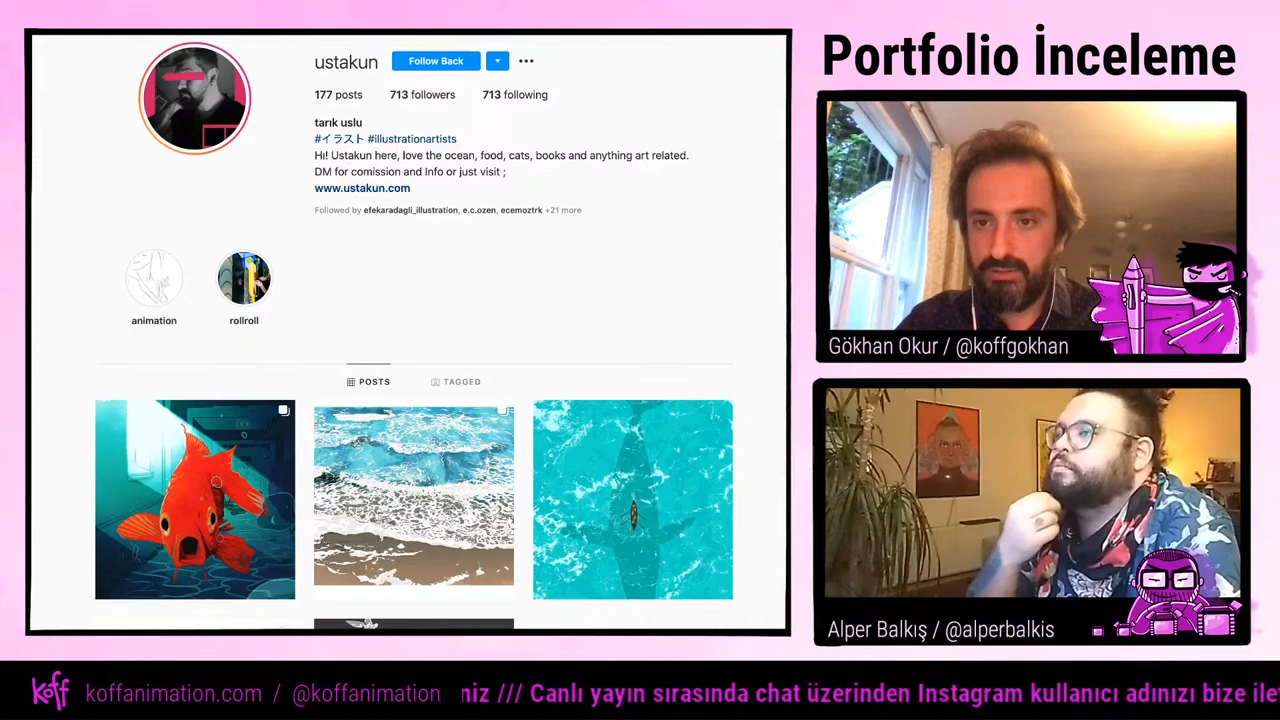 Portfolio İnceleme
ustakun
Follow Back
177 posts 713 followers 713 following
tarık uslu
#イラスト #illustrationartists
Hı! Ustakun here, love the ocean, food, cats, books and anything art related.
DM for comission and Info or just visit ;
www.ustakun.com
Followed by efekaradagli_illustration, e.c.ozen, ecemoztrk +21 more
animation
rollroll
POSTS
TAGGED
Gökhan Okur / @koffgokhan
Alper Balkış / @alperbalkis
koff koffanimation.com / @koffanimation
niz /// Canlı yayın sırasında chat üzerinden Instagram kullanıcı adınızı bize ile